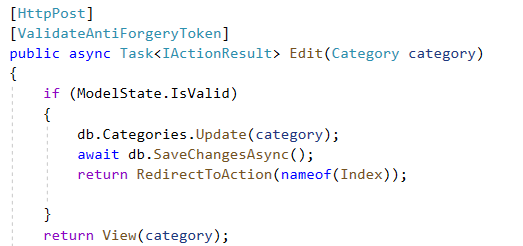 [HttpPost]
[ValidateAntiForgeryToken]
public async Task<IActionResult> Edit(Category category)
{
if (ModelState.IsValid)
{
db.Categories.Update(category);
await db.SaveChangesAsync();
return RedirectToAction(nameof(Index));
}
return View(category);